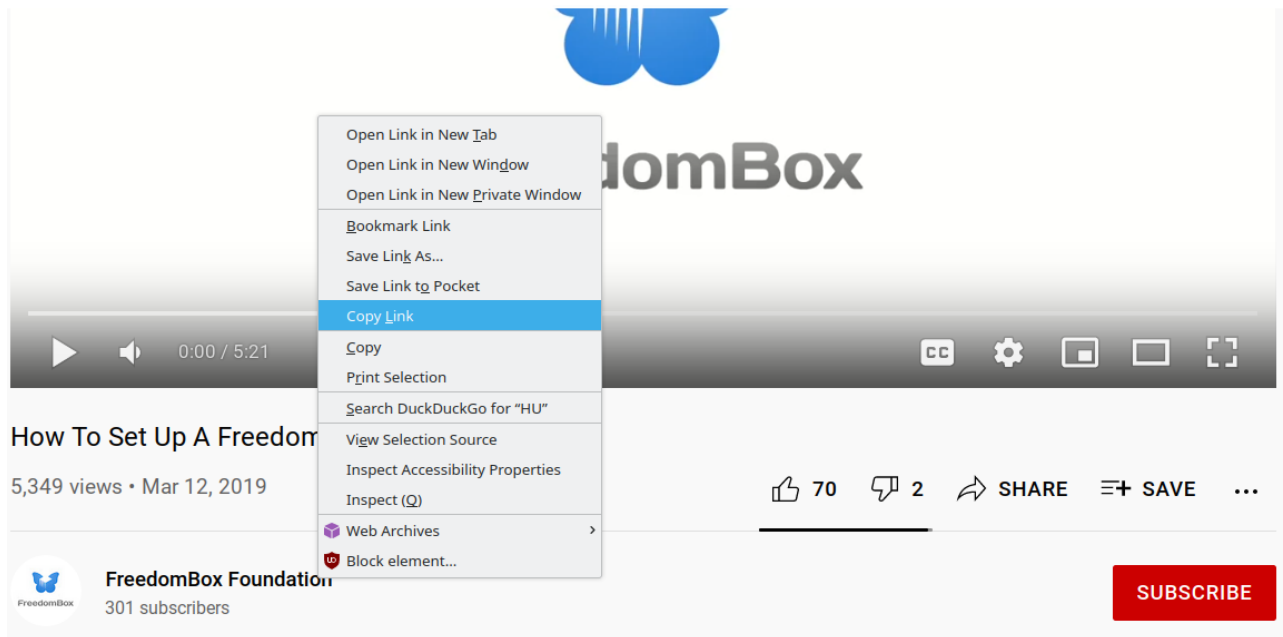 domBox
Open Link in New Tab
Open Link in New Window
Open Link in New Private Window
Bookmark Link
Save Link As...
Save Link to Pocket
Copy Link
Copy
Print Selection
Search DuckDuckGo for “HU”
View Selection Source
Inspect Accessibility Properties
Inspect (Q)
Web Archives
Block element...
0:00 / 5:21
CC
How To Set Up A Freedom
5,349 views • Mar 12, 2019
70 2 SHARE SAVE ...
FreedomBox
FreedomBox Foundation
301 subscribers
SUBSCRIBE